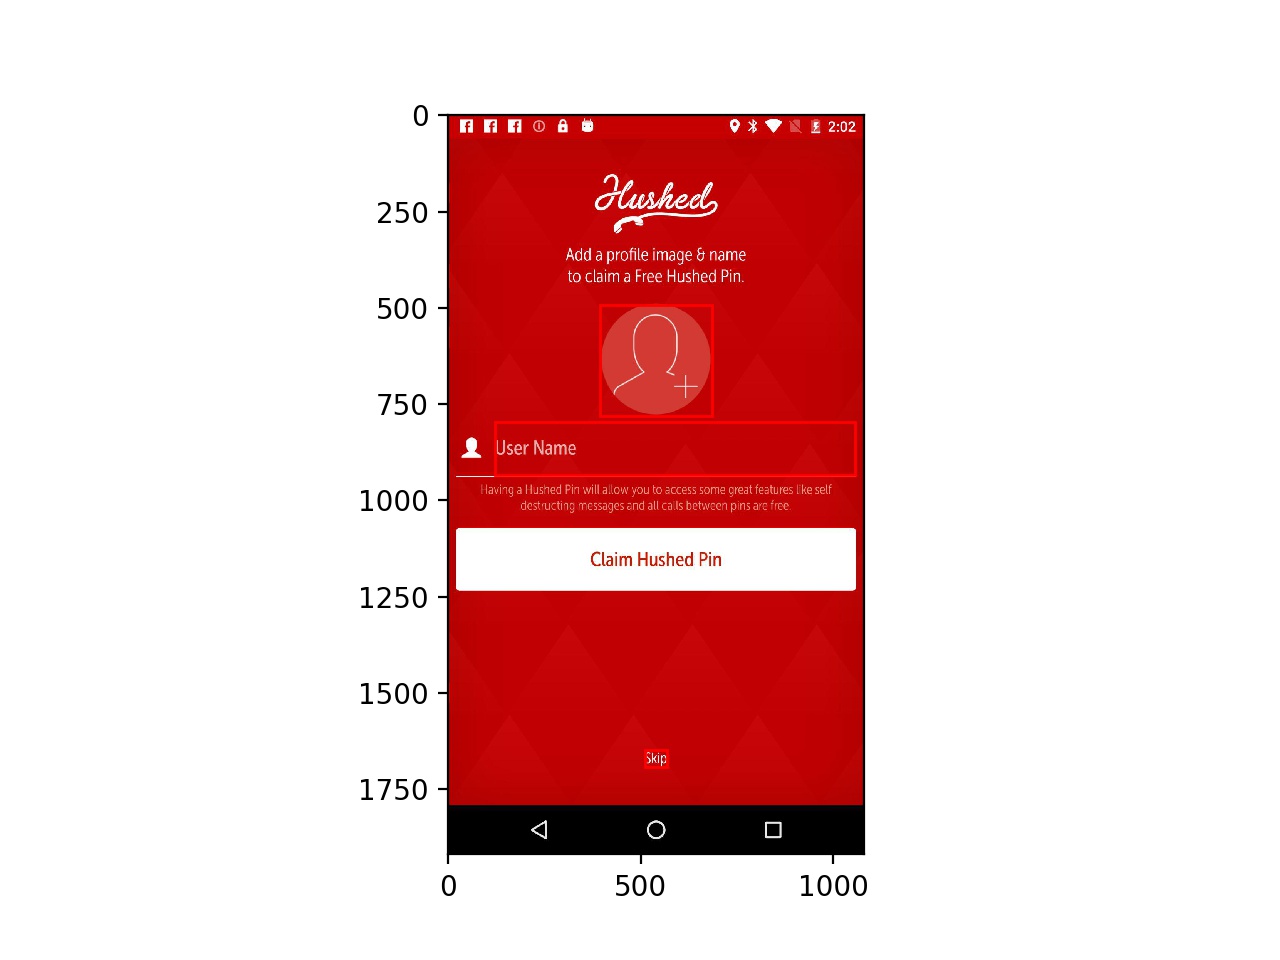 0
2:02
Hushed
250
Add a profile image & name
to claim a Free Hushed Pin.
500
750
User Name
Having a Hushed Pin will allow you to access some great features like self
destructing messages and all calls between pins are free.
1000
Claim Hushed Pin
1250
1500
Skip
1750
0 500 1000